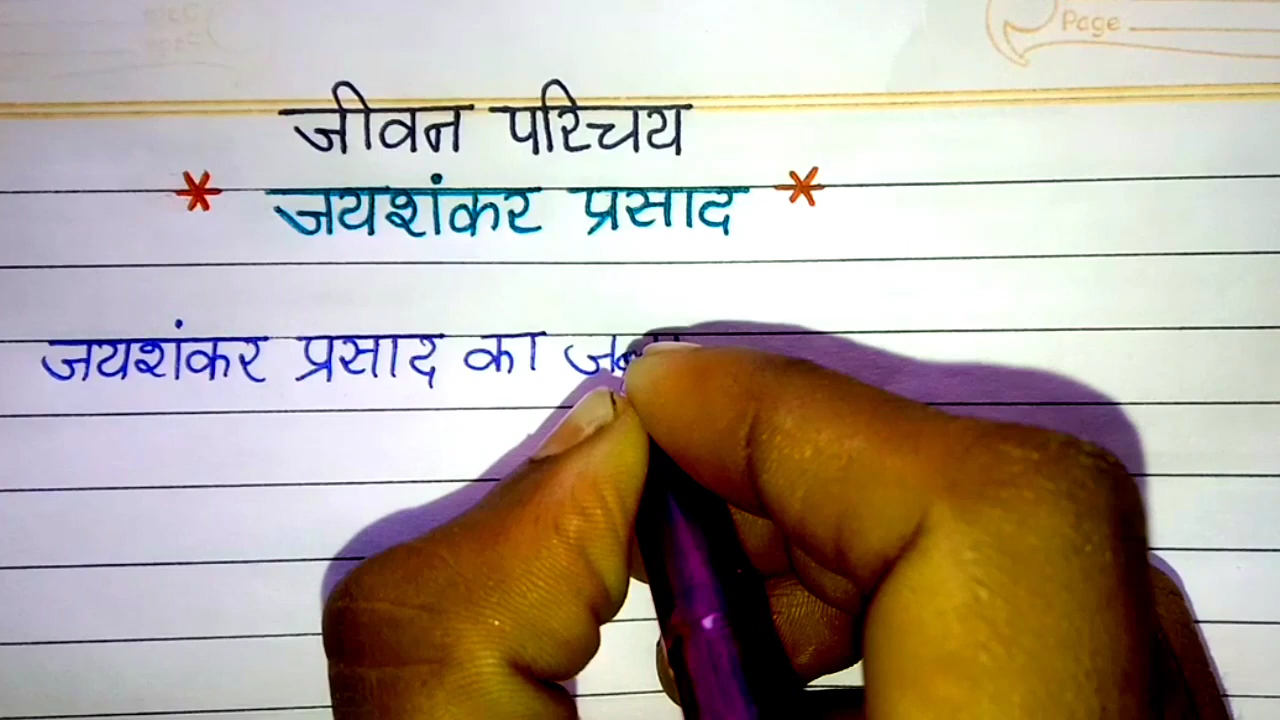 Page
जीवन परिचय
* जयशंकर प्रसाद *
जयशंकर प्रसाद का